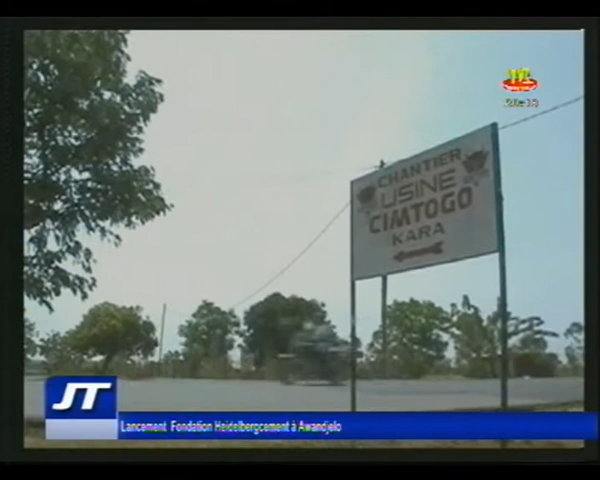 CHANTIER
USINE
CIMTOGO
KARA
JT
Lancement Fondation Heidelbergcement à Awandjelo